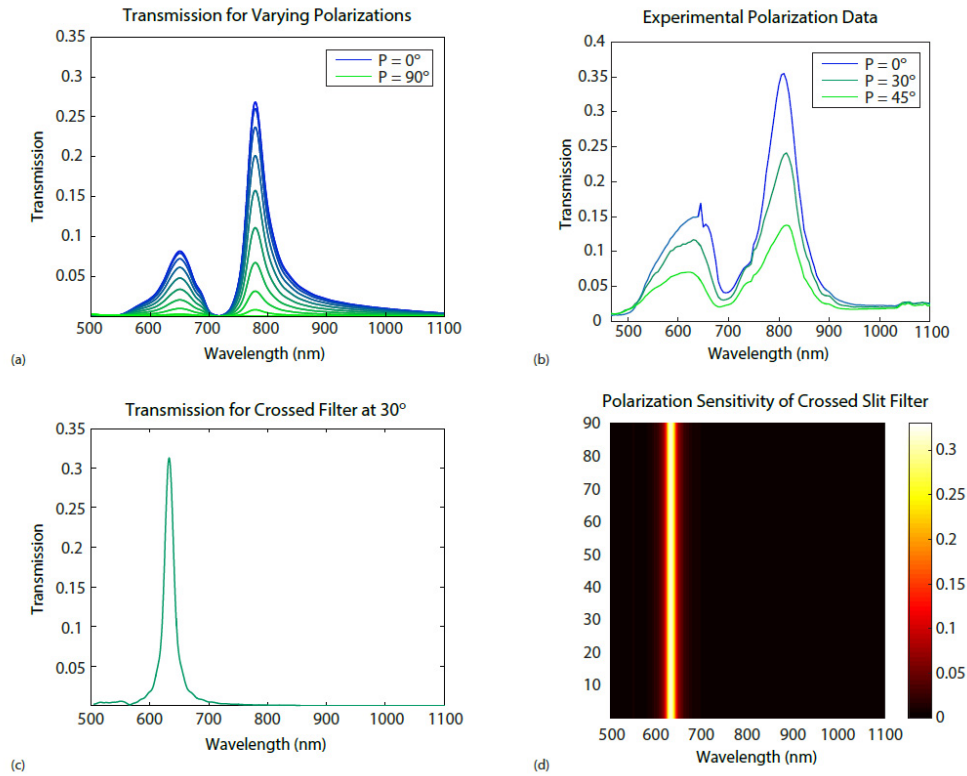 Transmission for Varying Polarizations
0.35
0.3
0.25
0.2
0.15
0.1
0.05
P = 0º
P = 90º
Transmission
500 600 700 800 900 1000 1100
Wavelength (nm)
(a)
Experimental Polarization Data
0.4
0.35
0.3
0.25
0.2
0.15
0.1
0.05
0
P = 0º
P = 30º
P = 45º
Transmission
500 600 700 800 900 1000 1100
Wavelength (nm)
(b)
Transmission for Crossed Filter at 30º
0.35
0.3
0.25
0.2
0.15
0.1
0.05
Transmission
500 600 700 800 900 1000 1100
Wavelength (nm)
(c)
Polarization Sensitivity of Crossed Slit Filter
90
80
70
60
50
40
30
20
10
500 600 700 800 900 1000 1100
Wavelength (nm)
0.3
0.25
0.2
0.15
0.1
0.05
0
(d)